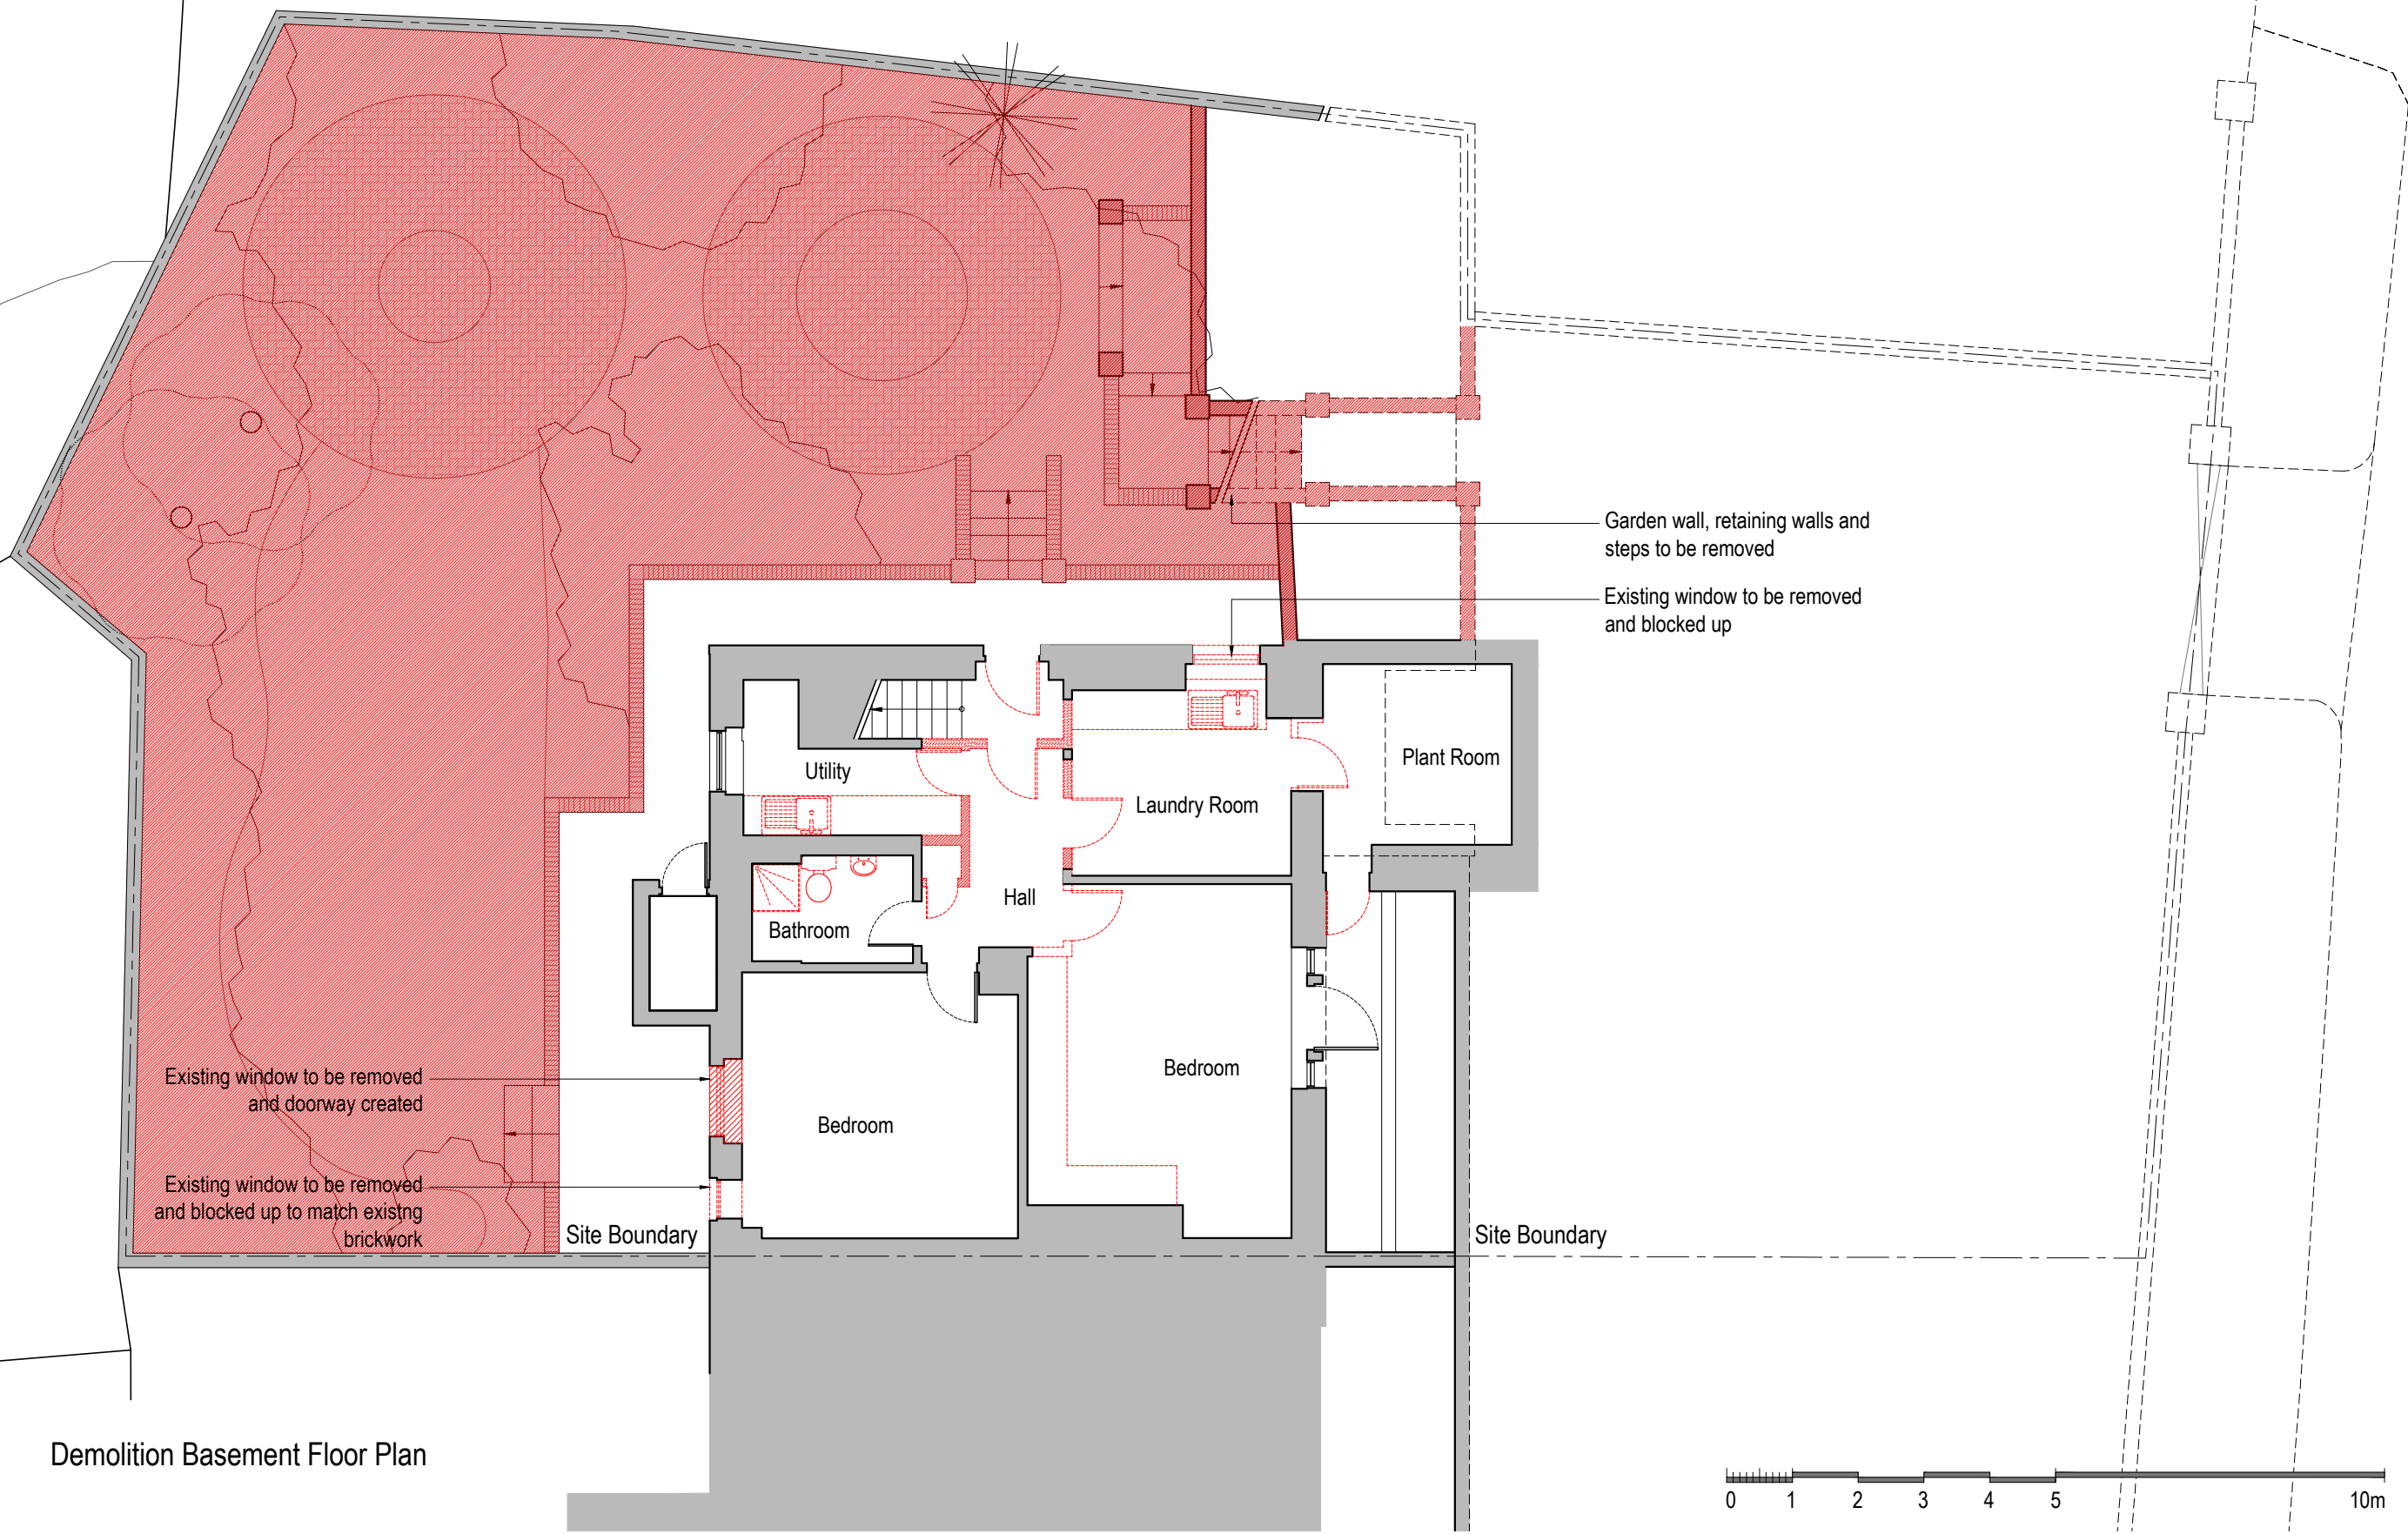 Garden wall, retaining walls and
steps to be removed
Existing window to be removed
and blocked up
Utility
Plant Room
Laundry Room
Hall
Bathroom
Bedroom
Existing window to be removed
and doorway created
Bedroom
Existing window to be removed
and blocked up to match existng
brickwork
Site Boundary
Site Boundary
Demolition Basement Floor Plan
0 1 2 3 4 5 10m